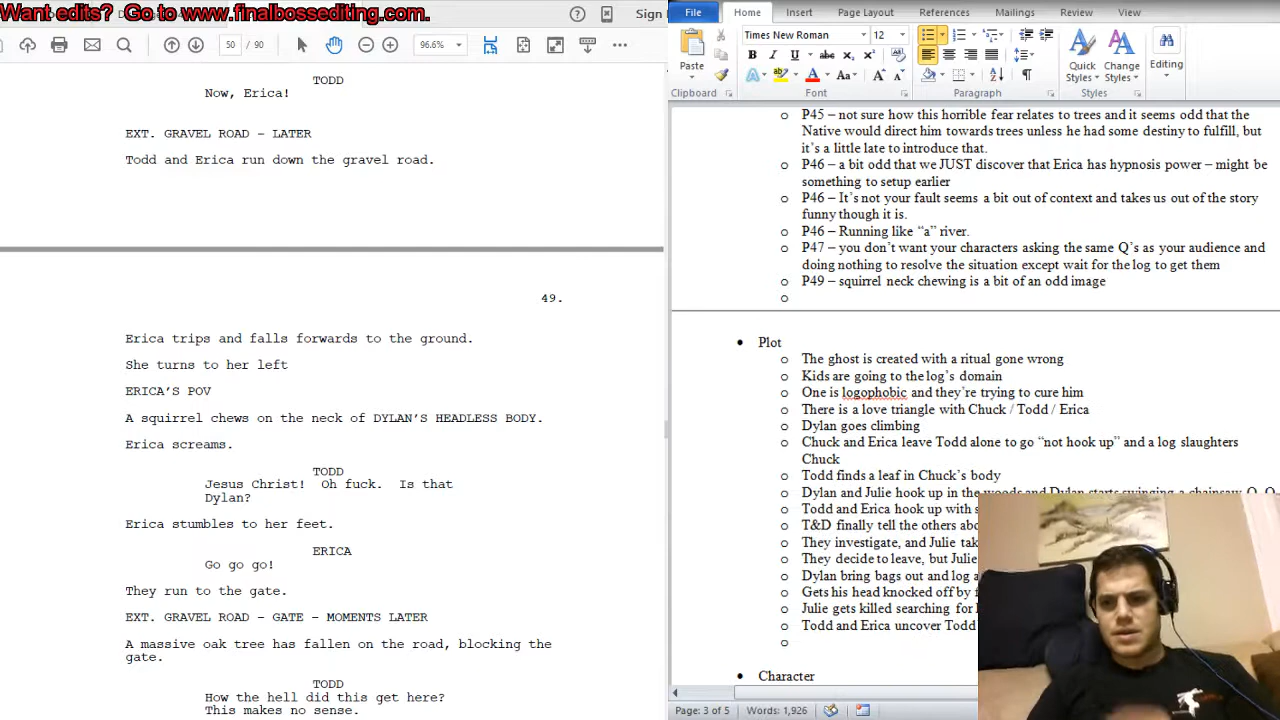 Want edits?  Go to www.finalbossediting.com.
Sign
50
96.6%
TODD
Now, Erica!
EXT. GRAVEL ROAD – LATER
Todd and Erica run down the gravel road.
49.
Erica trips and falls forwards to the ground.
She turns to her left
ERICA'S POV
A squirrel chews on the neck of DYLAN'S HEADLESS BODY.
Erica screams.
TODD
Jesus Christ!  Oh fuck.  Is that
Dylan?
Erica stumbles to her feet.
ERICA
Go go go!
They run to the gate.
EXT. GRAVEL ROAD – GATE – MOMENTS LATER
A massive oak tree has fallen on the road, blocking the
gate.
TODD
How the hell did this get here?
This makes no sense.
File Home Insert Page Layout References Mailings Review View
Times New Roman 12
Paste
Quick Styles
Change Styles
Editing
Clipboard Font Paragraph Styles
o P45 – not sure how this horrible fear relates to trees and it seems odd that the
Native would direct him towards trees unless he had some destiny to fulfill, but
it's a little late to introduce that.
o P46 – a bit odd that we JUST discover that Erica has hypnosis power – might be
something to setup earlier
o P46 – It's not your fault seems a bit out of context and takes us out of the story
funny though it is.
o P46 – Running like "a" river.
o P47 – you don't want your characters asking the same Q's as your audience and
doing nothing to resolve the situation except wait for the log to get them
o P49 – squirrel neck chewing is a bit of an odd image
o
• Plot
o The ghost is created with a ritual gone wrong
o Kids are going to the log's domain
o One is logophobic and they're trying to cure him
o There is a love triangle with Chuck / Todd / Erica
o Dylan goes climbing
o Chuck and Erica leave Todd alone to go "not hook up" and a log slaughters
Chuck
o Todd finds a leaf in Chuck's body
o Dylan and Julie hook up in the woods and Dylan starts swinging a chainsaw
o Todd and Erica hook up with
o T&D finally tell the others
o They investigate, and Julie
o They decide to leave, but Julie
o Dylan bring bags out and log
o Gets his head knocked off by
o Julie gets killed searching for
o Todd and Erica uncover Todd
o
• Character
Page: 3 of 5 Words: 1,926